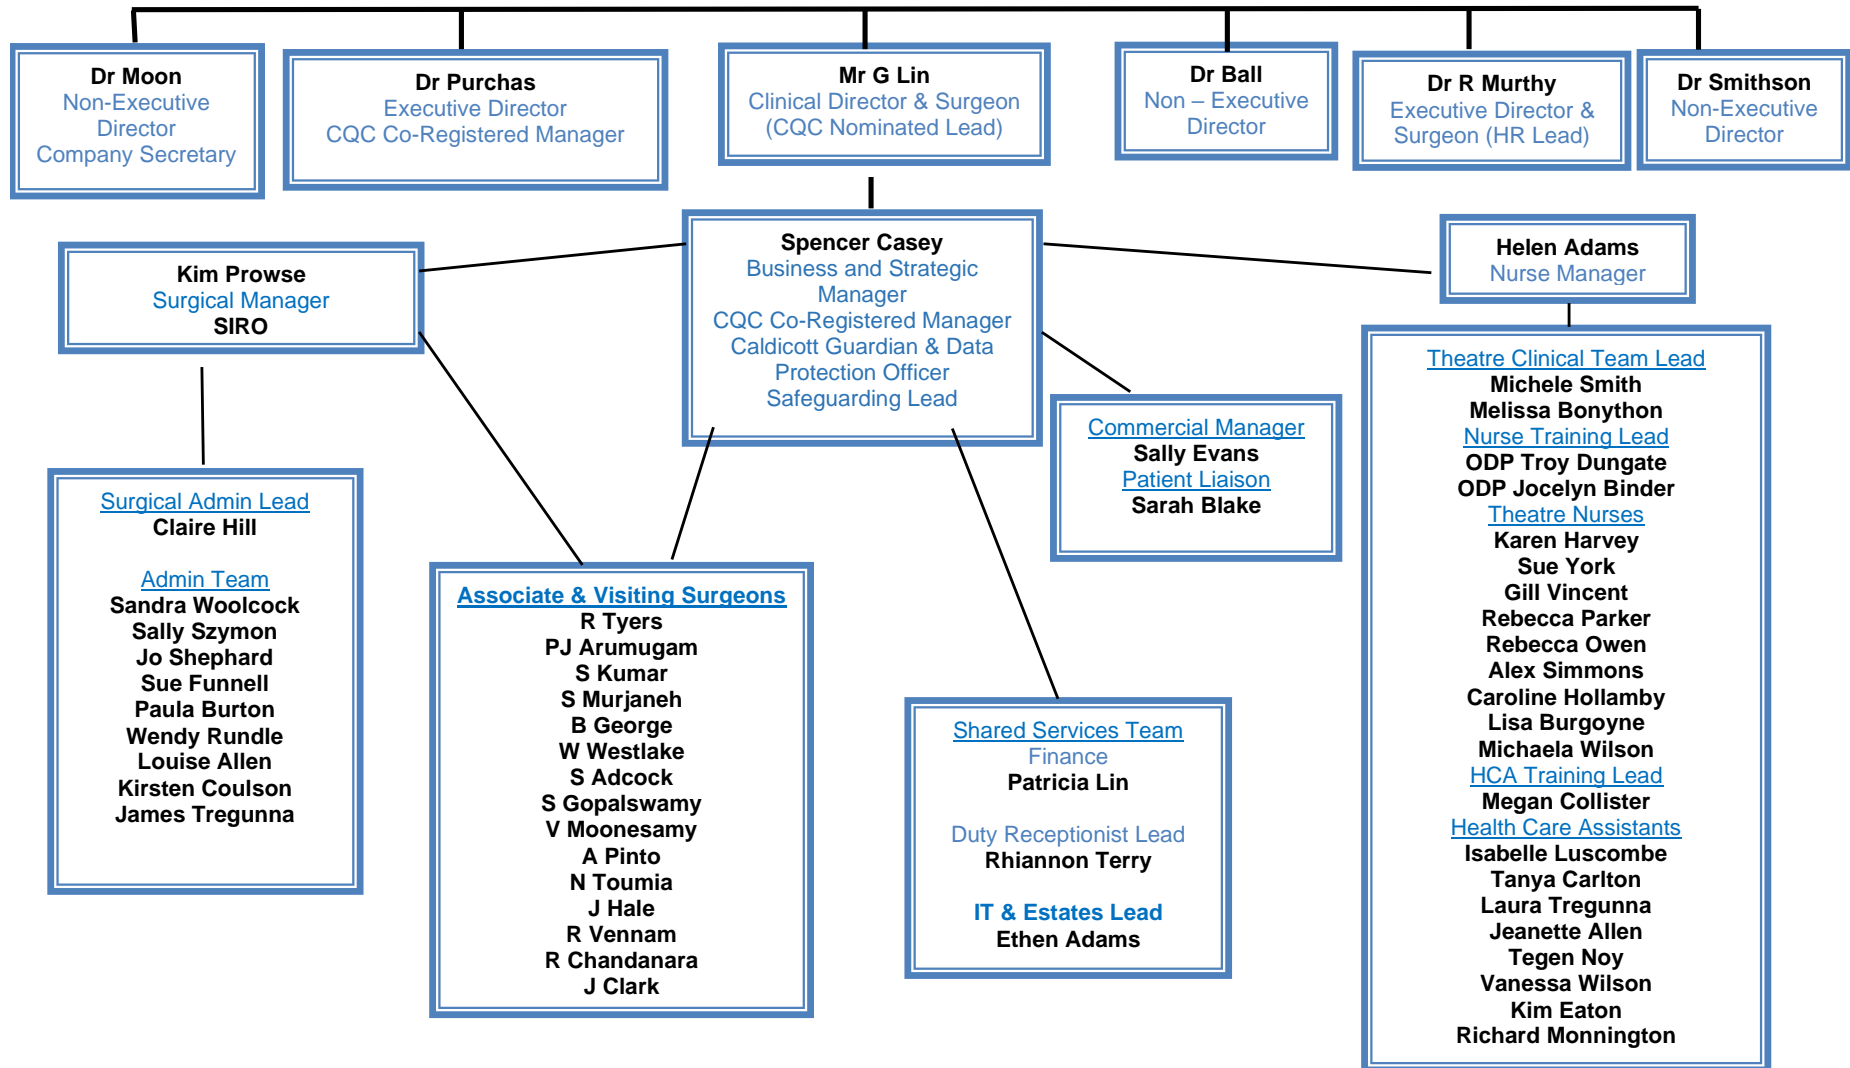 Dr Moon
Non-Executive
Director
Company Secretary
Dr Purchas
Executive Director
CQC Co-Registered Manager
Mr G Lin
Clinical Director & Surgeon
(CQC Nominated Lead)
Dr Ball
Non – Executive
Director
Dr R Murthy
Executive Director &
Surgeon (HR Lead)
Dr Smithson
Non-Executive
Director
Kim Prowse
Surgical Manager
SIRO
Spencer Casey
Business and Strategic
Manager
CQC Co-Registered Manager
Caldicott Guardian & Data
Protection Officer
Safeguarding Lead
Helen Adams
Nurse Manager
Surgical Admin Lead
Claire Hill
Admin Team
Sandra Woolcock
Sally Szymon
Jo Shephard
Sue Funnell
Paula Burton
Wendy Rundle
Louise Allen
Kirsten Coulson
James Tregunna
Associate & Visiting Surgeons
R Tyers
PJ Arumugam
S Kumar
S Murjaneh
B George
W Westlake
S Adcock
S Gopalswamy
V Moonesamy
A Pinto
N Toumia
J Hale
R Vennam
R Chandanara
J Clark
Shared Services Team
Finance
Patricia Lin
Duty Receptionist Lead
Rhiannon Terry
IT & Estates Lead
Ethen Adams
Commercial Manager
Sally Evans
Patient Liaison
Sarah Blake
Theatre Clinical Team Lead
Michele Smith
Melissa Bonython
Nurse Training Lead
ODP Troy Dungate
ODP Jocelyn Binder
Theatre Nurses
Karen Harvey
Sue York
Gill Vincent
Rebecca Parker
Rebecca Owen
Alex Simmons
Caroline Hollamby
Lisa Burgoyne
Michaela Wilson
HCA Training Lead
Megan Collister
Health Care Assistants
Isabelle Luscombe
Tanya Carlton
Laura Tregunna
Jeanette Allen
Tegen Noy
Vanessa Wilson
Kim Eaton
Richard Monnington